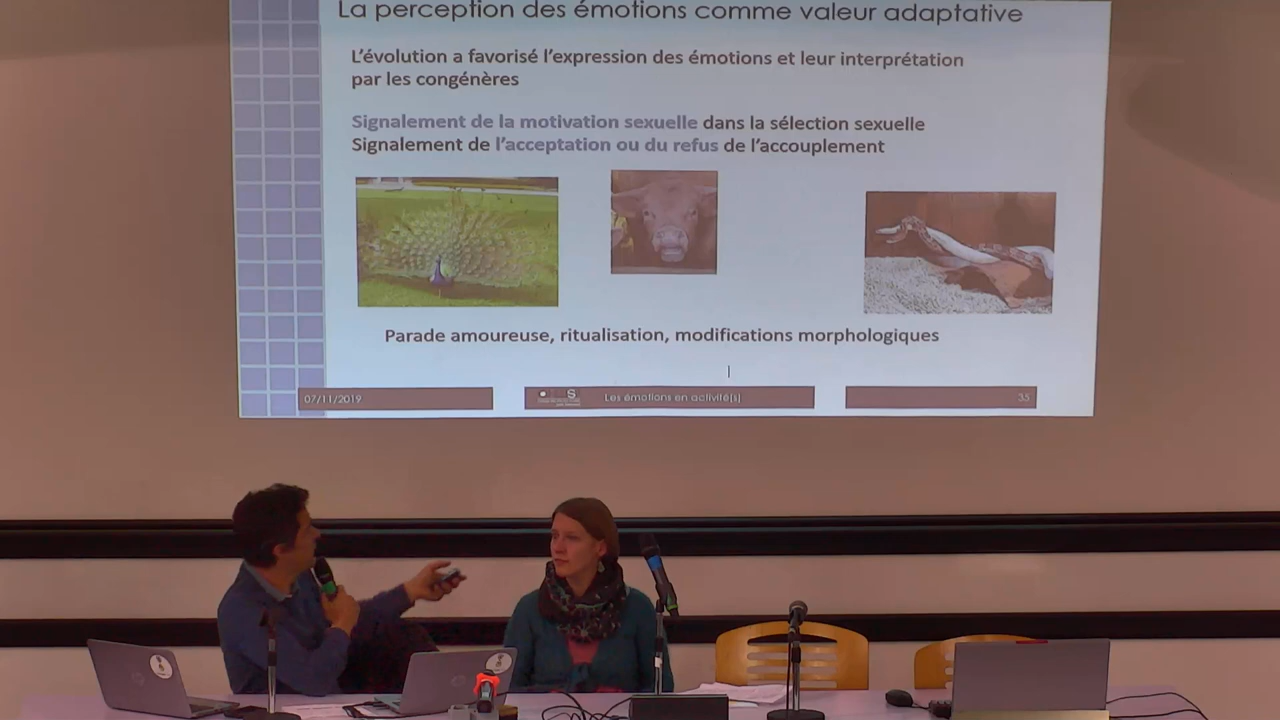 La perception des émotions comme valeur adaptative
L'évolution a favorisé l'expression des émotions et leur interprétation
par les congénères
Signalement de la motivation sexuelle dans la sélection sexuelle
Signalement de l'acceptation ou du refus de l'accouplement
Parade amoureuse, ritualisation, modifications morphologiques
07/11/2019
Les émotions en activité(s)
35